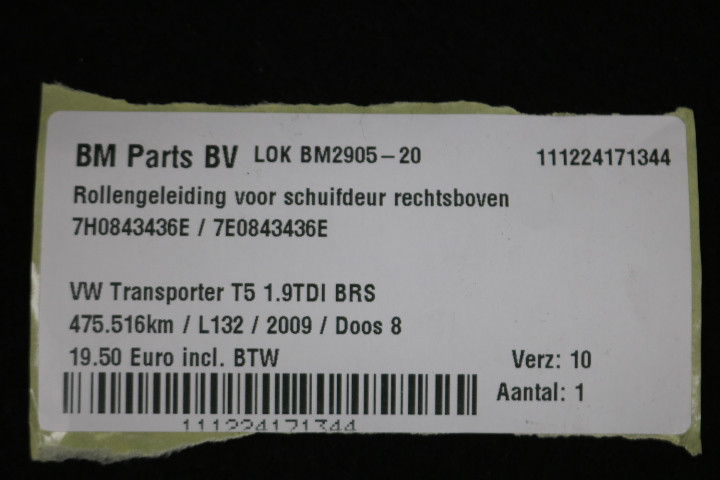 BM Parts BV LOK BM2905-20 111224171344
Rollengeleiding voor schuifdeur rechtsboven
7H0843436E / 7E0843436E
VW Transporter T5 1.9TDI BRS
475.516km / L132 / 2009 / Doos 8
19.50 Euro incl. BTW Verz: 10
Aantal: 1
111224171344